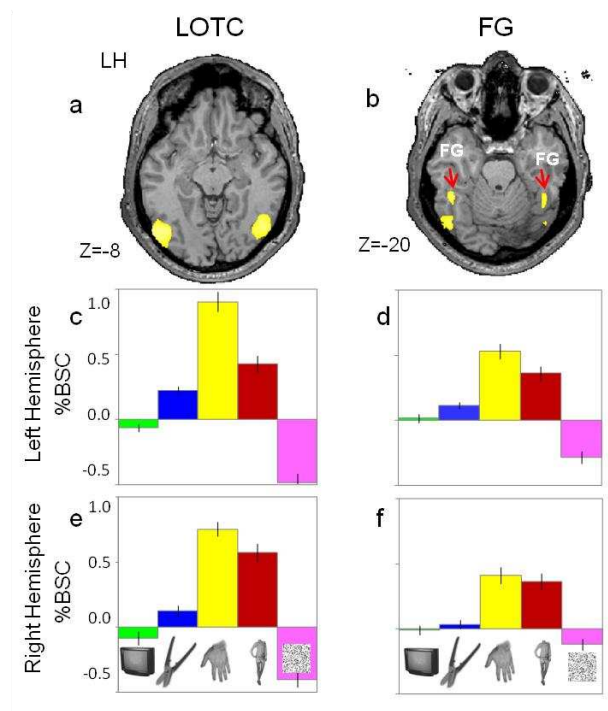 LOTC
FG
LH
a
b
FG
FG
Z=-8
Z=-20
Left Hemisphere
%BSC
1.0
0.5
0.0
-0.5
c
d
Right Hemisphere
%BSC
1.0
0.5
0.0
-0.5
e
f